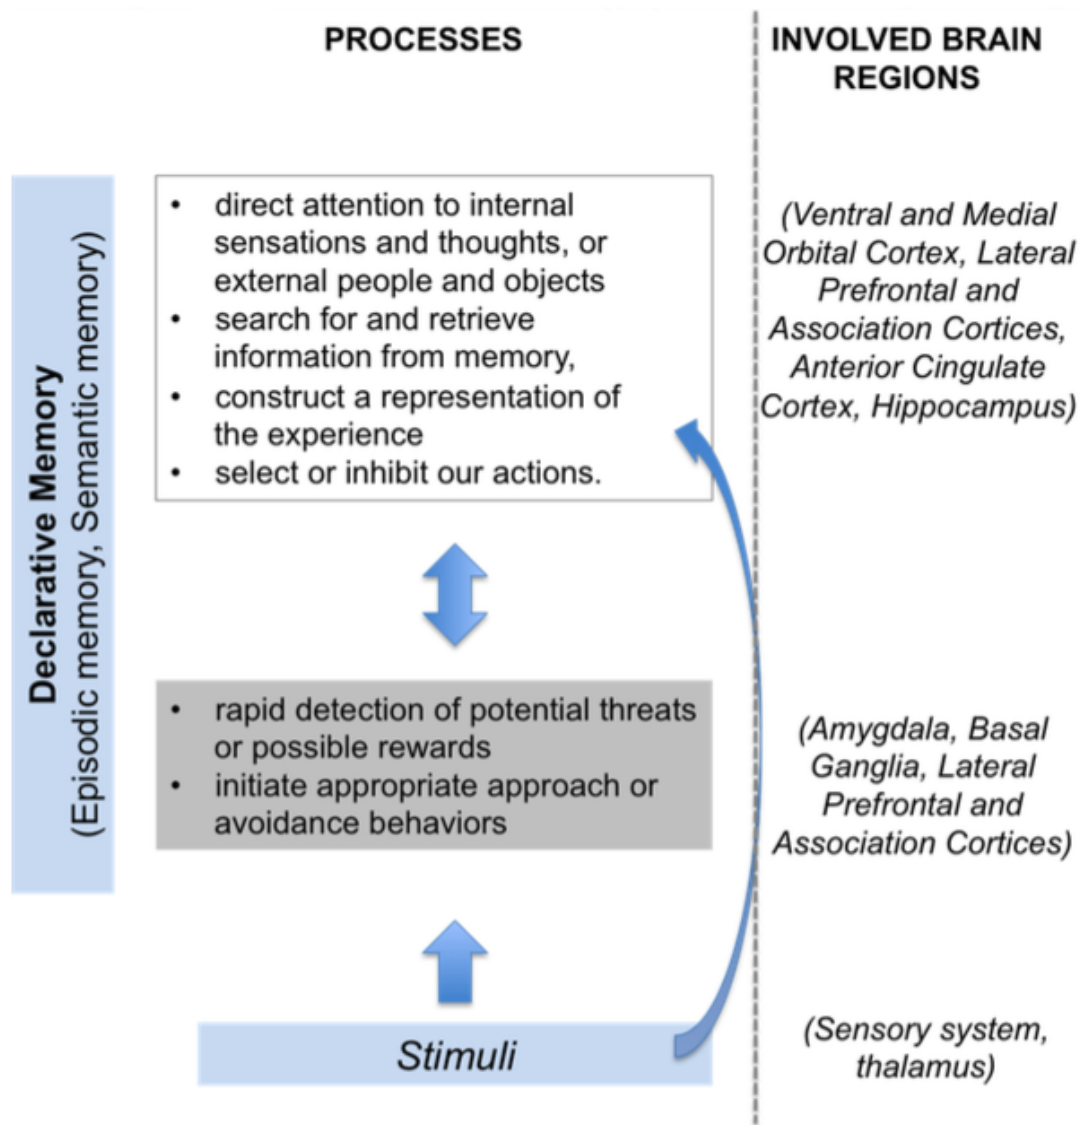 PROCESSES
INVOLVED BRAIN
REGIONS
Declarative Memory
(Episodic memory, Semantic memory)
• direct attention to internal
sensations and thoughts, or
external people and objects
• search for and retrieve
information from memory,
• construct a representation of
the experience
• select or inhibit our actions.
(Ventral and Medial
Orbital Cortex, Lateral
Prefrontal and
Association Cortices,
Anterior Cingulate
Cortex, Hippocampus)
• rapid detection of potential threats
or possible rewards
• initiate appropriate approach or
avoidance behaviors
(Amygdala, Basal
Ganglia, Lateral
Prefrontal and
Association Cortices)
Stimuli
(Sensory system,
thalamus)